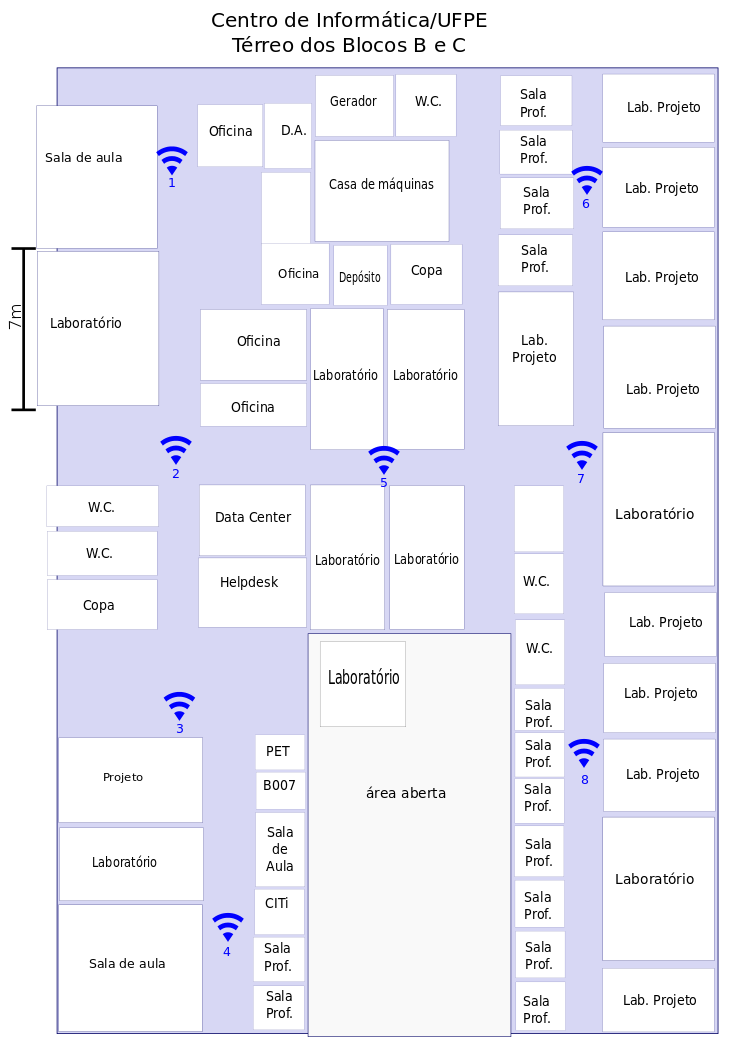 Centro de Informática/UFPE
Térreo dos Blocos B e C
Gerador
W.C.
Sala
Prof.
Lab. Projeto
Oficina
D.A.
Sala de aula
1
Sala
Prof.
Casa de máquinas
Sala
Prof.
6
Lab. Projeto
Oficina
Depósito
Copa
Sala
Prof.
Lab. Projeto
7m
Laboratório
Oficina
Laboratório
Laboratório
Lab.
Projeto
Lab. Projeto
Oficina
2
5
7
W.C.
Data Center
Laboratório
W.C.
Helpdesk
Laboratório
Laboratório
W.C.
Copa
Lab. Projeto
W.C.
Laboratório
Lab. Projeto
3
Sala
Prof.
PET
Sala
Prof.
Projeto
B007
área aberta
Sala
Prof.
8
Lab. Projeto
Laboratório
Sala
de
Aula
Sala
Prof.
Laboratório
CITi
Sala
Prof.
4
Sala de aula
Sala
Prof.
Sala
Prof.
Sala
Prof.
Sala
Prof.
Lab. Projeto